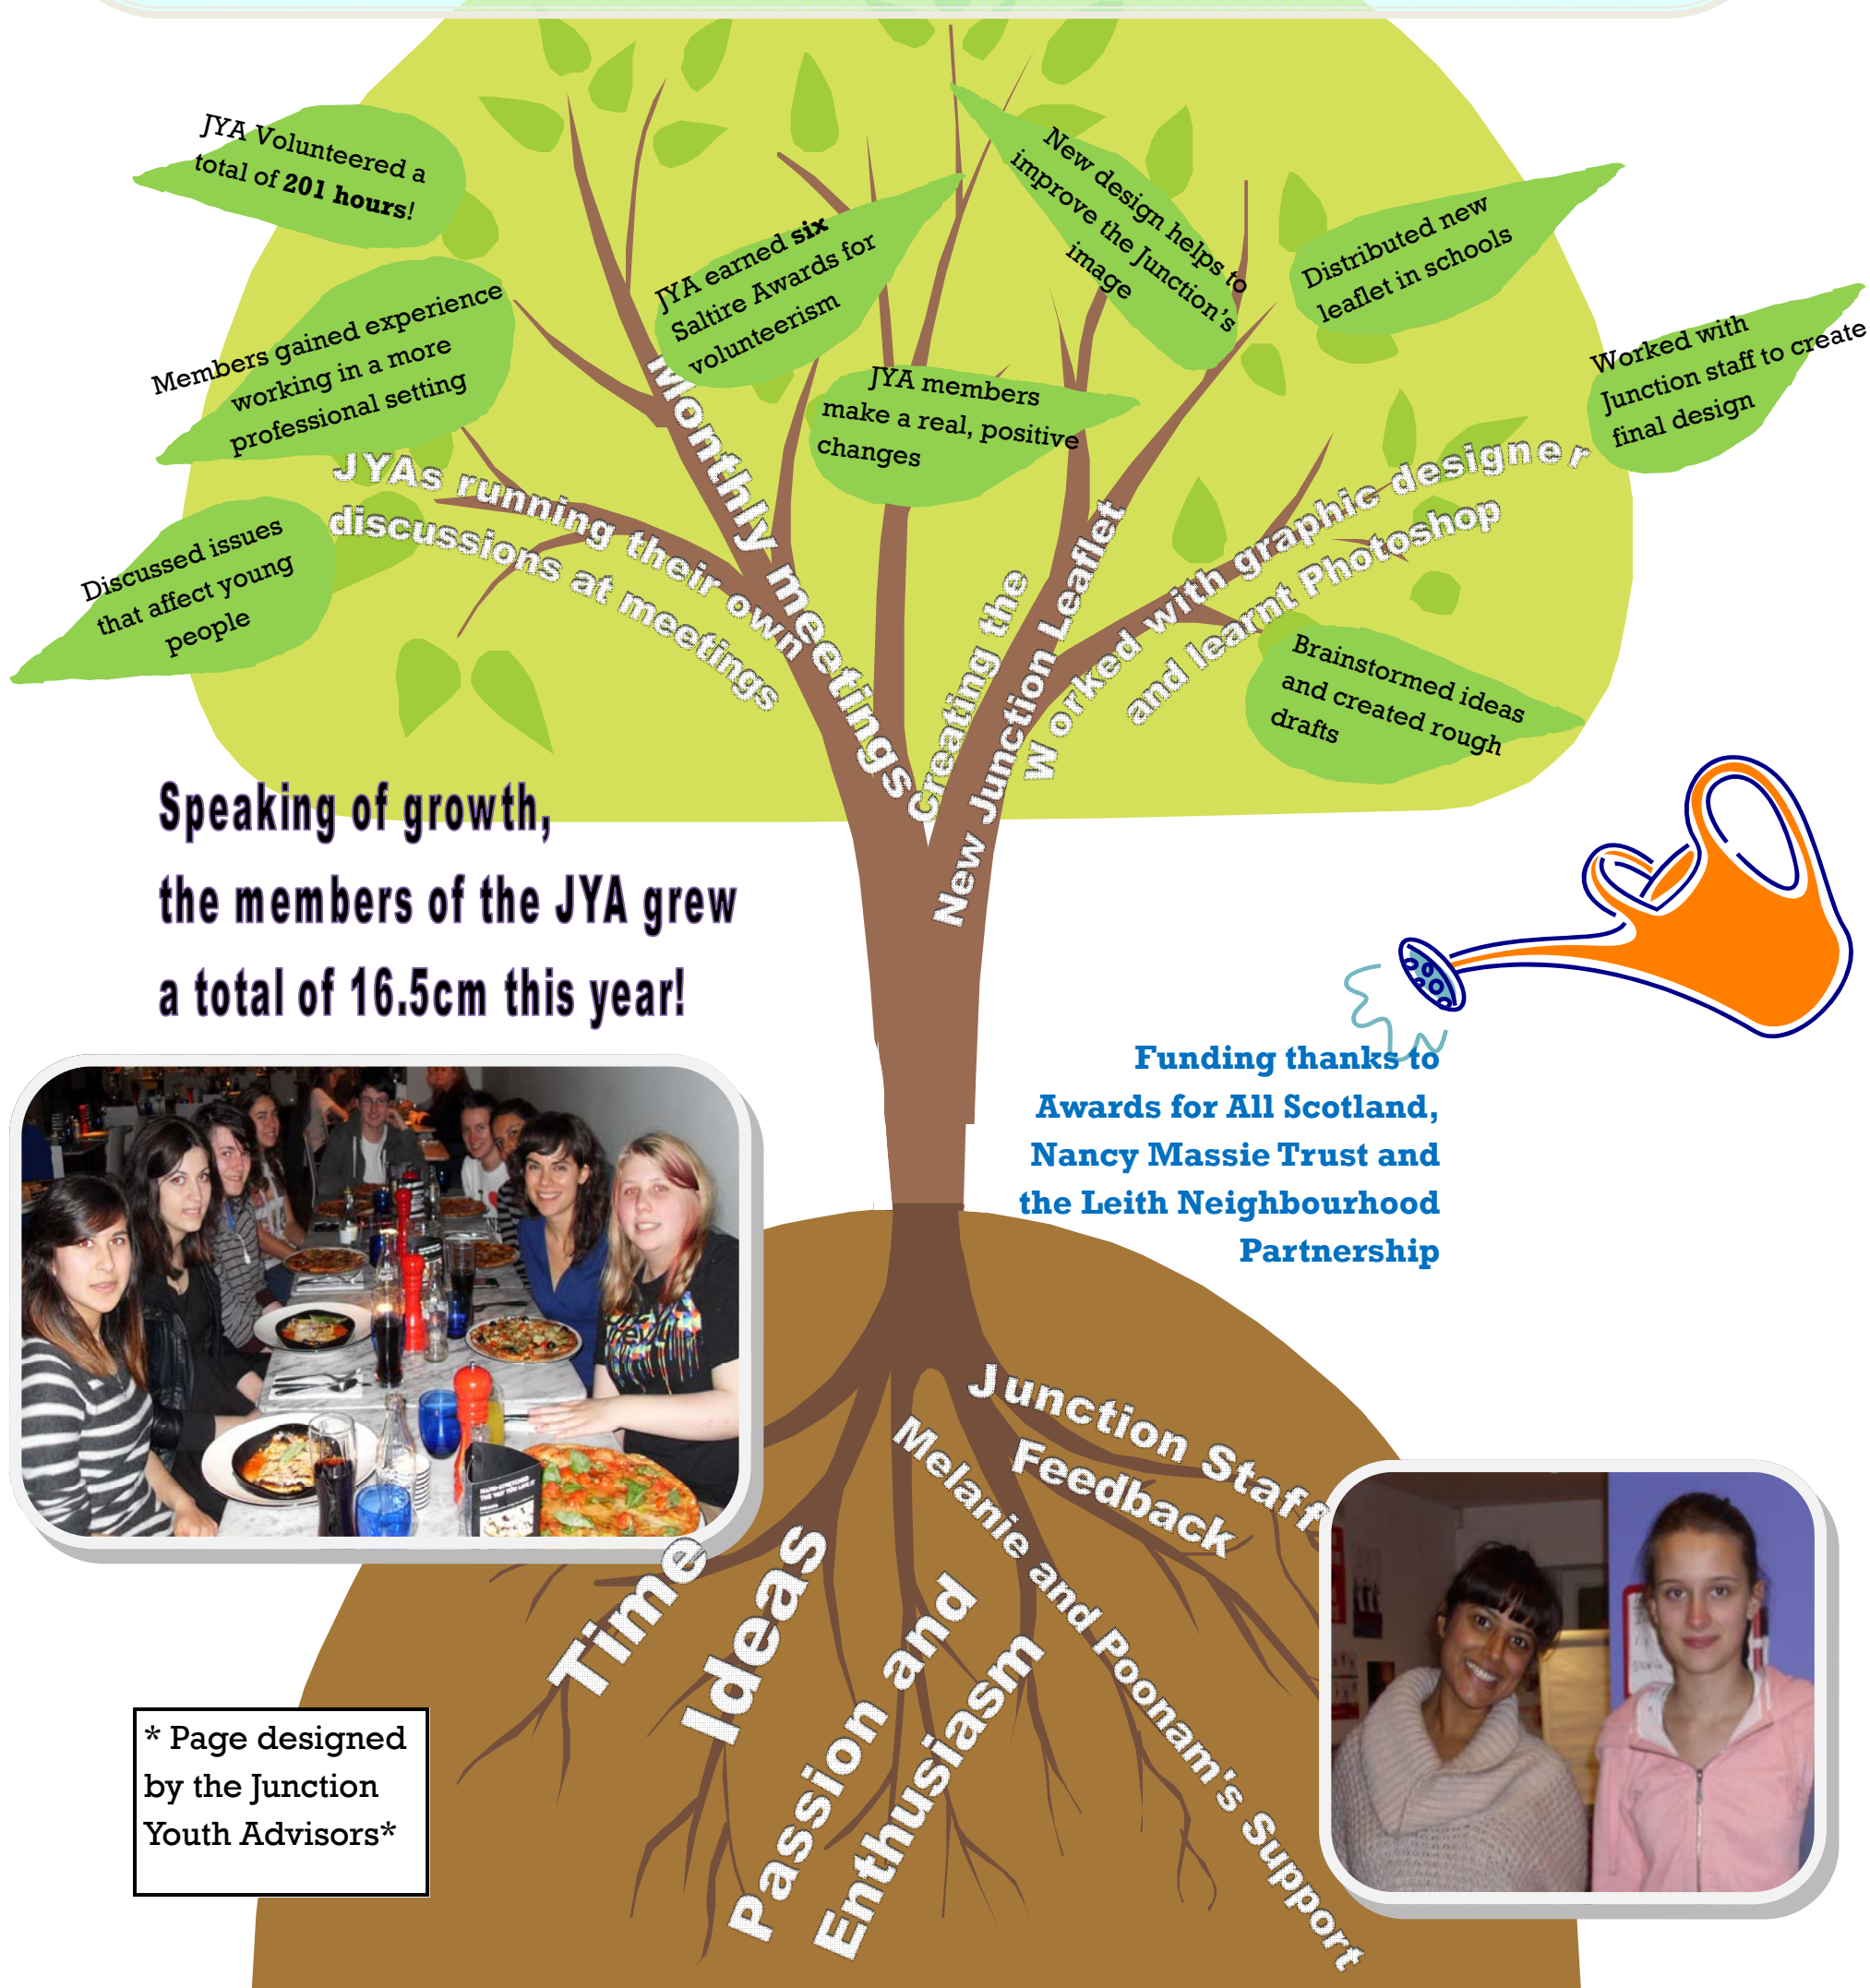 JYA Volunteered a
total of 201 hours!
Members gained experience
working in a more
professional setting
Discussed issues
that affect young
people
JYA earned six
Saltire Awards for
volunteerism
JYA members
make a real, positive
changes
New design helps to
improve the Junction's
image
Distributed new
leaflet in schools
Worked with
Junction staff to create
final design
Brainstormed ideas
and created rough
drafts
JYAs running their own
discussions at meetings
Monthly meetings
Creating the
New Junction Leaflet
Worked with graphic designer
and learnt Photoshop
Speaking of growth,
the members of the JYA grew
a total of 16.5cm this year!
Funding thanks to
Awards for All Scotland,
Nancy Massie Trust and
the Leith Neighbourhood
Partnership
Junction Staff
Feedback
Melanie and Poonam's Support
Time
Ideas
Passion and
Enthusiasm
* Page designed
by the Junction
Youth Advisors*